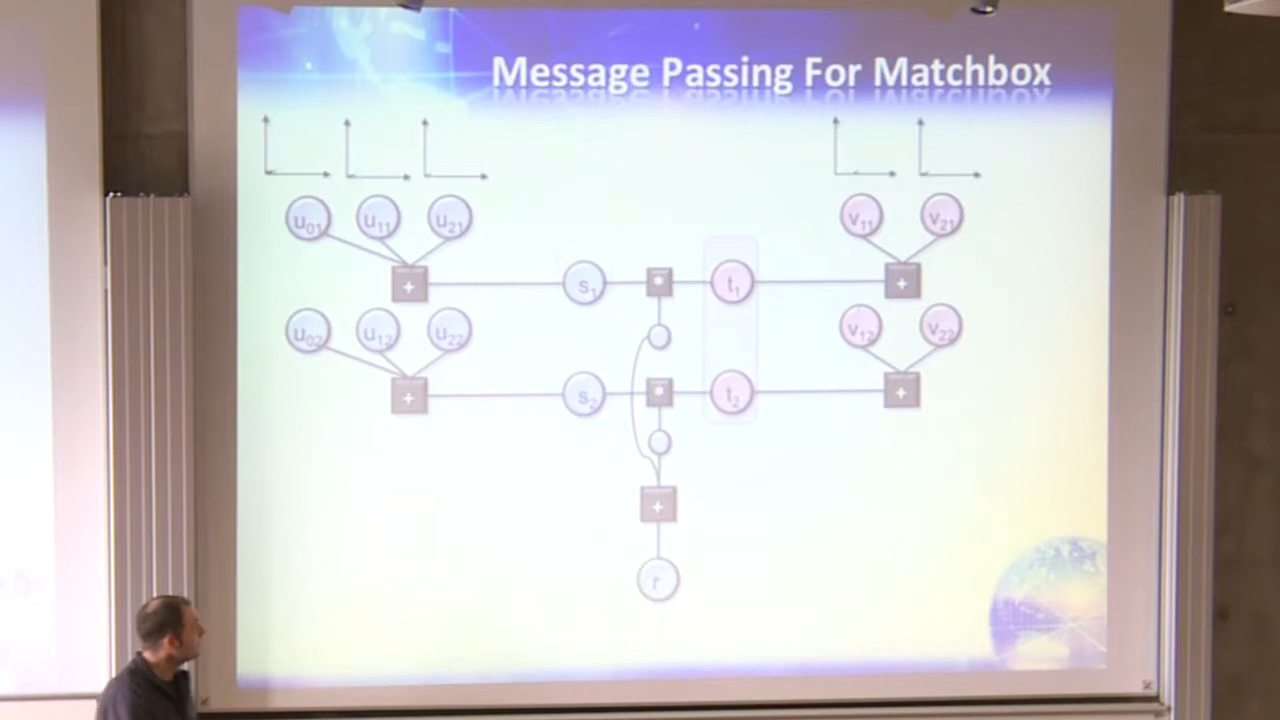 Message Passing For Matchbox
u01 u11 u21 v11 v21
+ s1 * t1 +
u02 u12 u22 v12 v22
+ s2 * t2 +
+
r